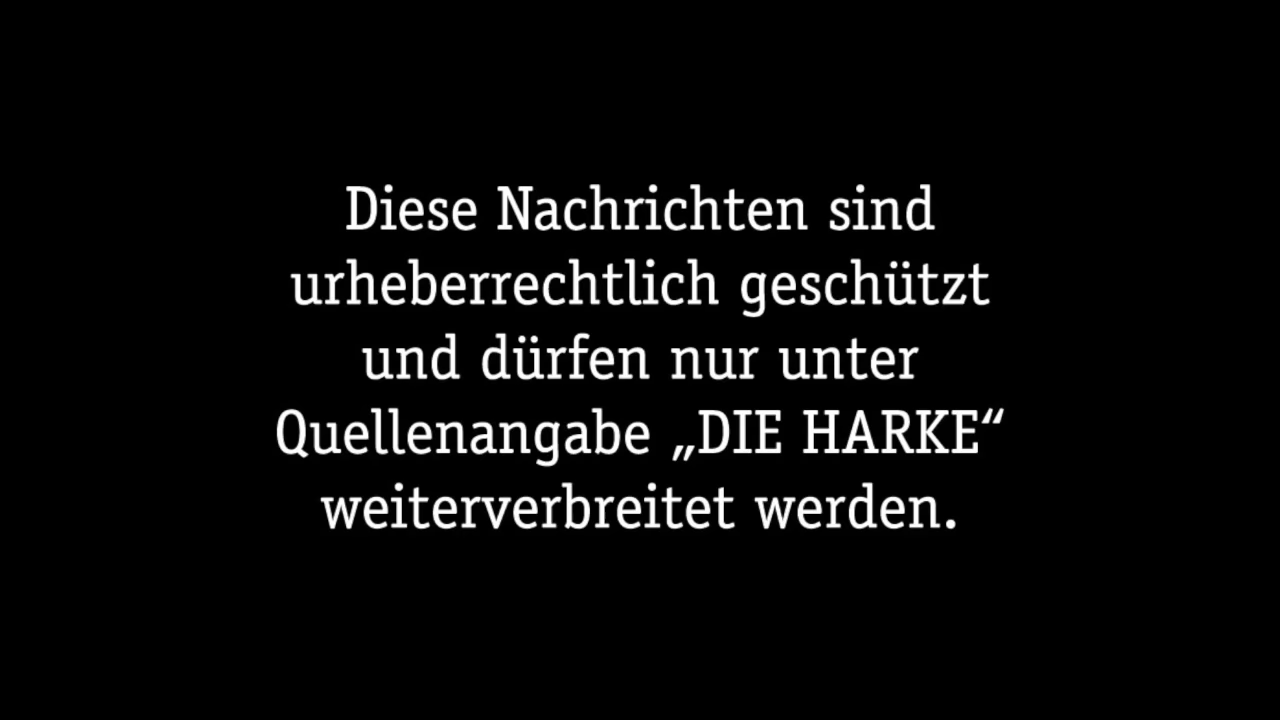 Diese Nachrichten sind
urheberrechtlich geschützt
und dürfen nur unter
Quellenangabe „DIE HARKE“
weiterverbreitet werden.